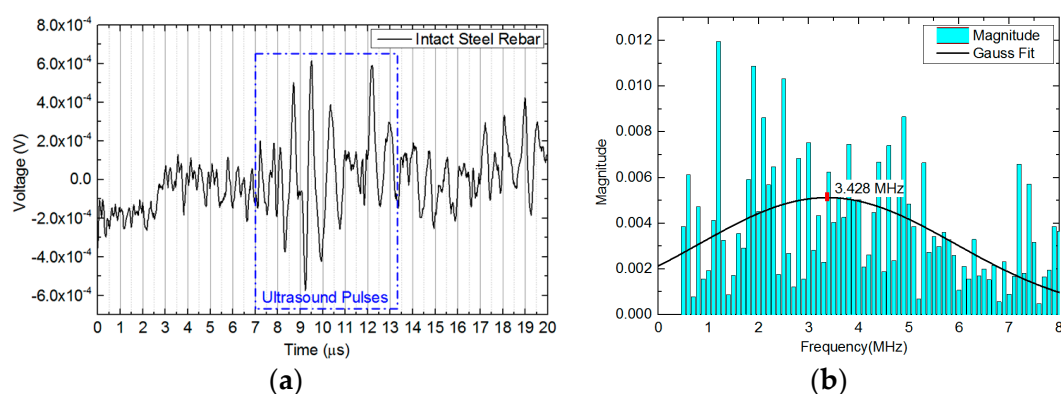 Intact Steel Rebar
8.0x10⁻⁴
6.0x10⁻⁴
4.0x10⁻⁴
2.0x10⁻⁴
0.0
-2.0x10⁻⁴
-4.0x10⁻⁴
-6.0x10⁻⁴
Voltage (V)
Ultrasound Pulses
0 1 2 3 4 5 6 7 8 9 10 11 12 13 14 15 16 17 18 19 20
Time (μs)
(a)
Magnitude
Gauss Fit
0.012
0.010
0.008
0.006
0.004
0.002
0.000
Magnitude
3.428 MHz
0 1 2 3 4 5 6 7 8
Frequency(MHz)
(b)